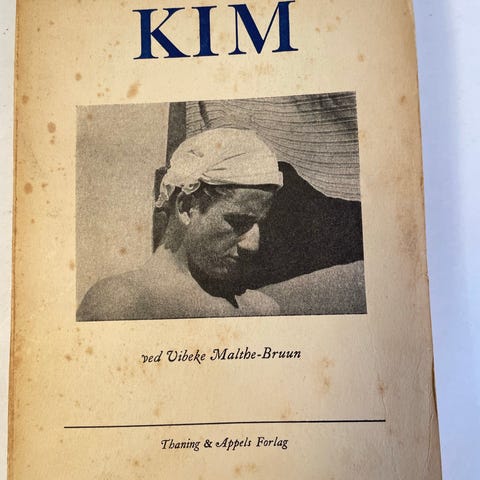 KIM
ved Vibeke Malthe-Bruun
Thaning & Appels Forlag